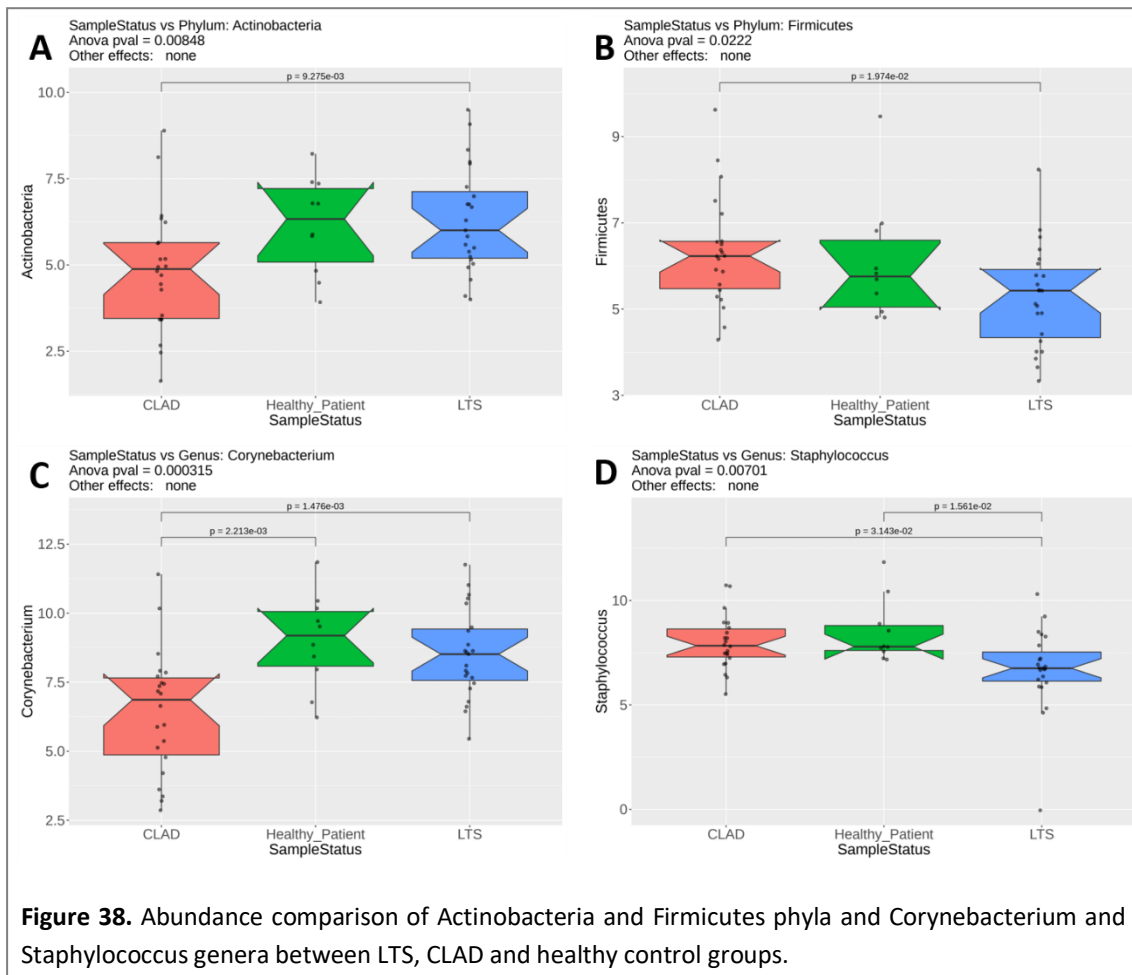 A
SampleStatus vs Phylum: Actinobacteria
Anova pval = 0.00848
Other effects: none
p = 9.275e-03
10.0
7.5
5.0
2.5
Actinobacteria
CLAD Healthy_Patient LTS
SampleStatus
B
SampleStatus vs Phylum: Firmicutes
Anova pval = 0.0222
Other effects: none
p = 1.974e-02
9
7
5
3
Firmicutes
CLAD Healthy_Patient LTS
SampleStatus
C
SampleStatus vs Genus: Corynebacterium
Anova pval = 0.000315
Other effects: none
p = 1.476e-03
p = 2.213e-03
12.5
10.0
7.5
5.0
2.5
Corynebacterium
CLAD Healthy_Patient LTS
SampleStatus
D
SampleStatus vs Genus: Staphylococcus
Anova pval = 0.00701
Other effects: none
p = 1.561e-02
p = 3.143e-02
10
5
0
Staphylococcus
CLAD Healthy_Patient LTS
SampleStatus
Figure 38. Abundance comparison of Actinobacteria and Firmicutes phyla and Corynebacterium and
Staphylococcus genera between LTS, CLAD and healthy control groups.